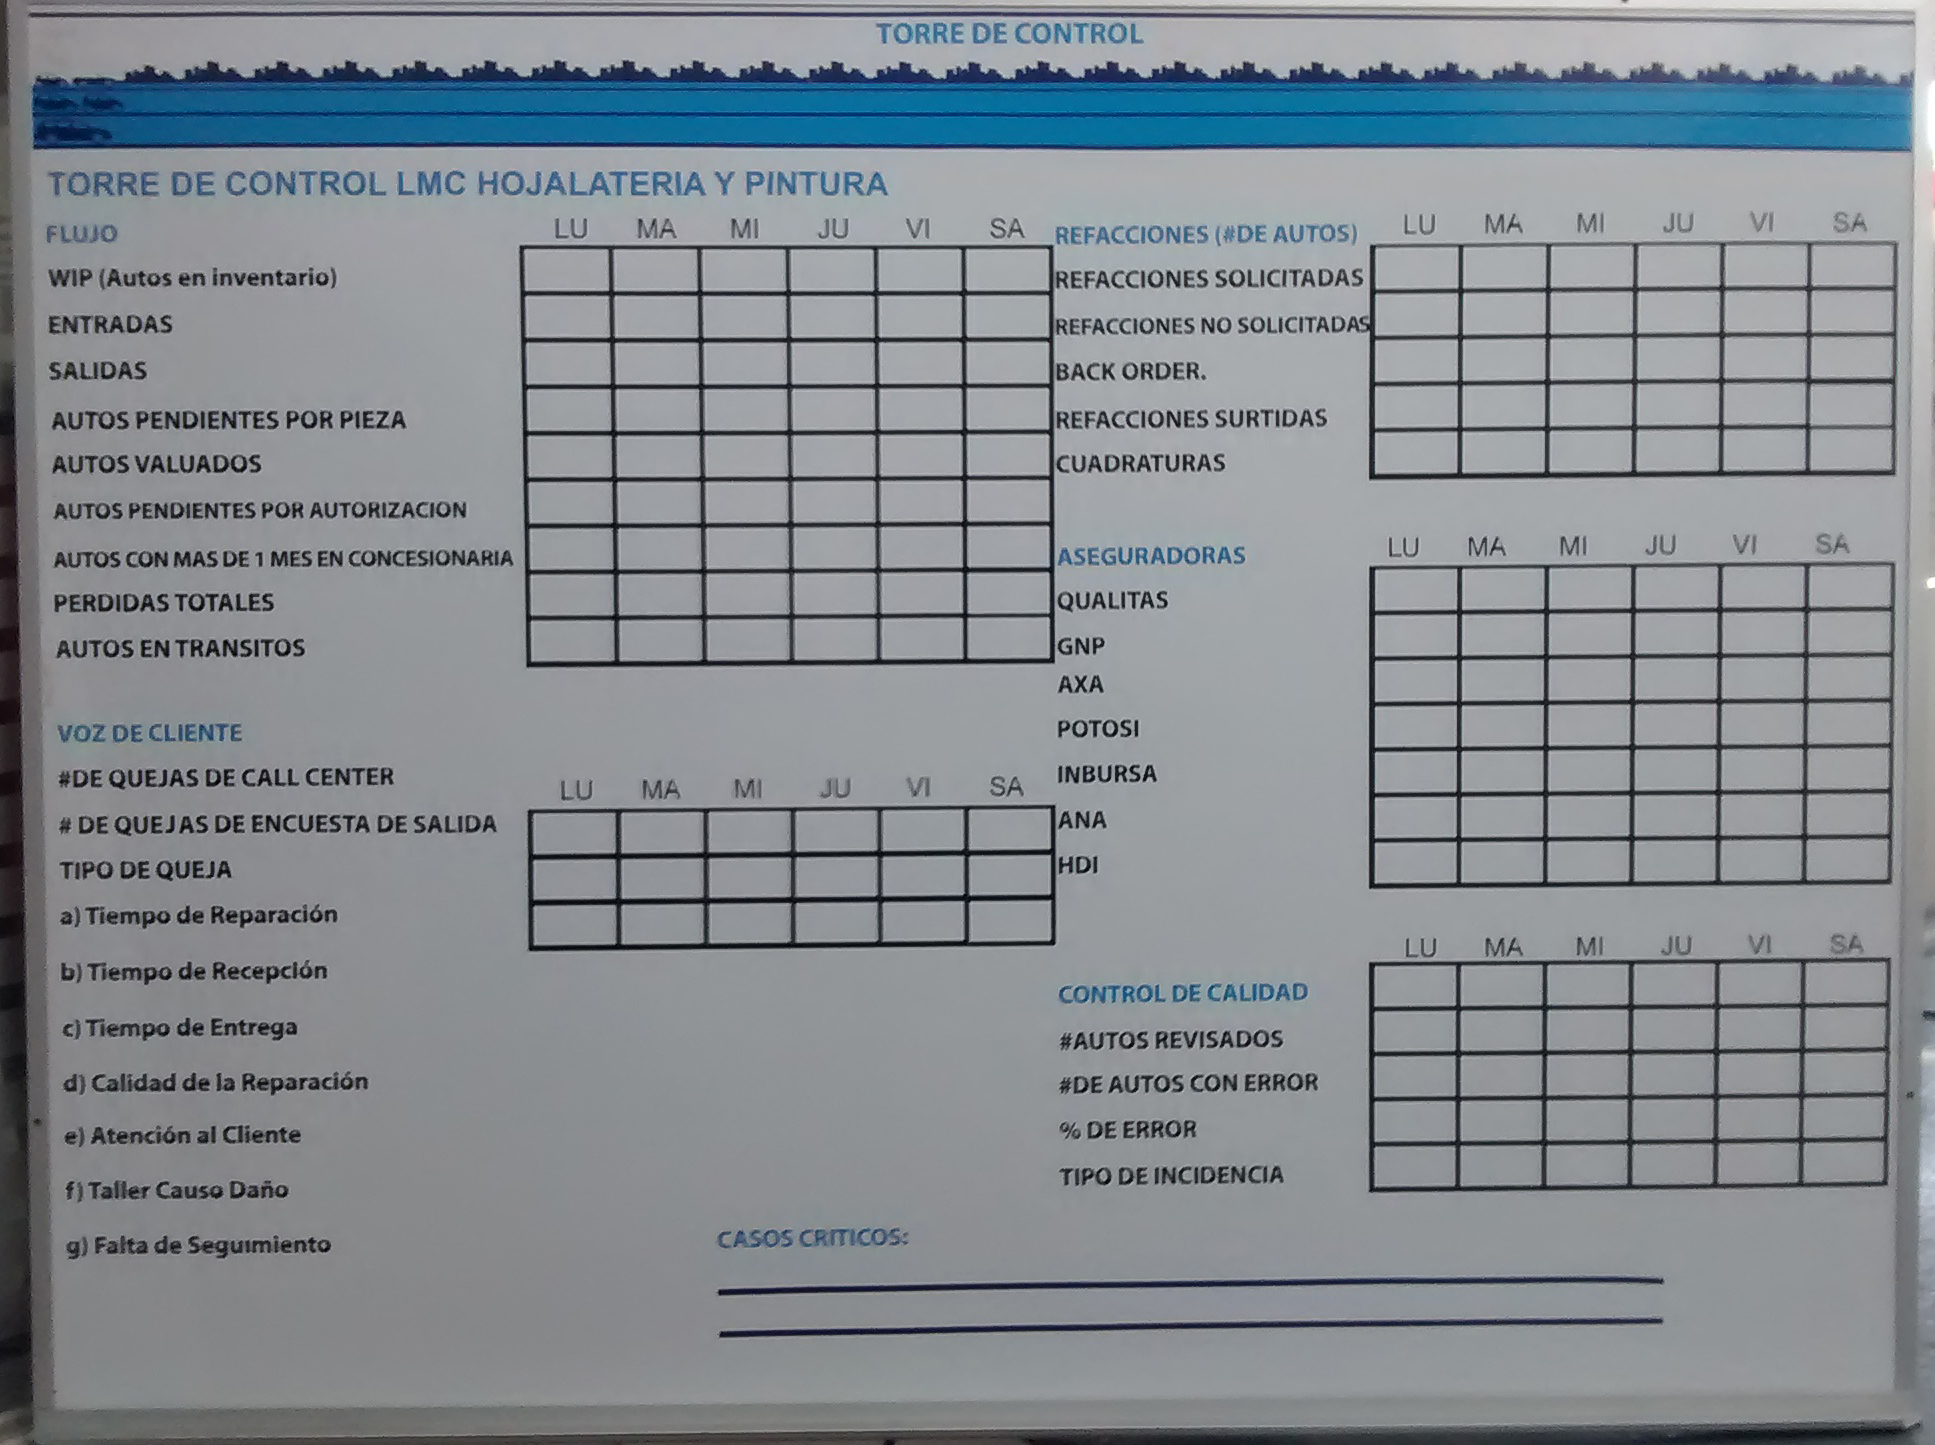 TORRE DE CONTROL
TORRE DE CONTROL LMC HOJALATERIA Y PINTURA
FLUJO LU MA MI JU VI SA
WIP (Autos en inventario)
ENTRADAS
SALIDAS
AUTOS PENDIENTES POR PIEZA
AUTOS VALUADOS
AUTOS PENDIENTES POR AUTORIZACION
AUTOS CON MAS DE 1 MES EN CONCESIONARIA
PERDIDAS TOTALES
AUTOS EN TRANSITOS
VOZ DE CLIENTE
#DE QUEJAS DE CALL CENTER
LU MA MI JU VI SA
# DE QUEJAS DE ENCUESTA DE SALIDA
TIPO DE QUEJA
a) Tiempo de Reparación
b) Tiempo de Recepción
c) Tiempo de Entrega
d) Calidad de la Reparación
e) Atención al Cliente
f) Taller Causo Daño
g) Falta de Seguimiento
REFACCIONES (#DE AUTOS) LU MA MI JU VI SA
REFACCIONES SOLICITADAS
REFACCIONES NO SOLICITADAS
BACK ORDER.
REFACCIONES SURTIDAS
CUADRATURAS
ASEGURADORAS LU MA MI JU VI SA
QUALITAS
GNP
AXA
POTOSI
INBURSA
ANA
HDI
LU MA MI JU VI SA
CONTROL DE CALIDAD
#AUTOS REVISADOS
#DE AUTOS CON ERROR
% DE ERROR
TIPO DE INCIDENCIA
CASOS CRITICOS: